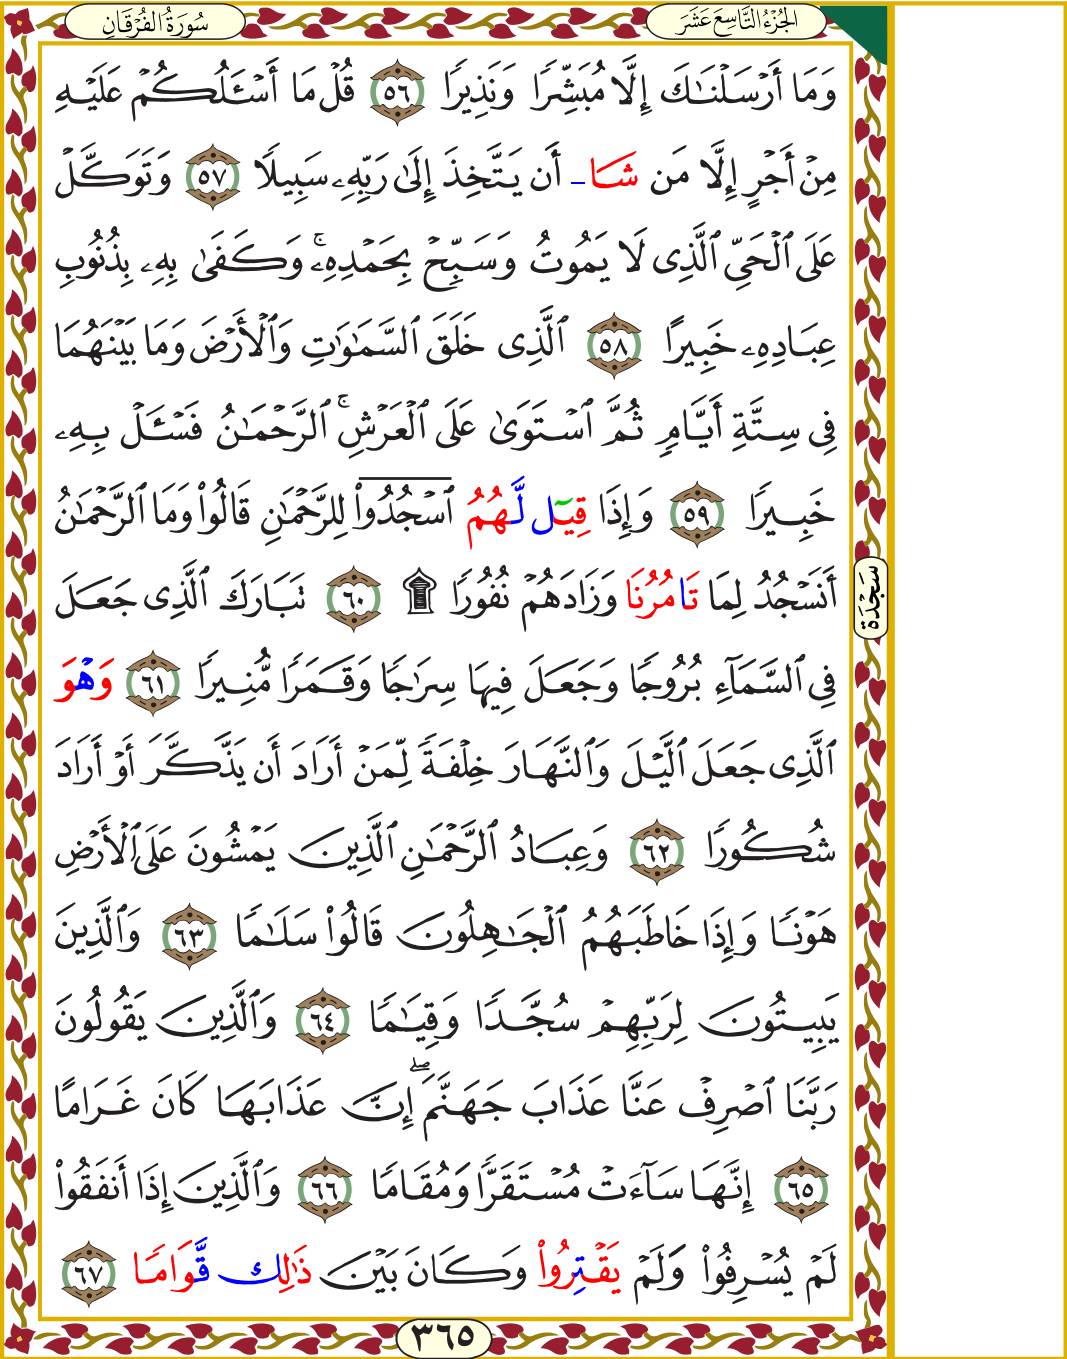 الجُزْءُ التَّاسِعَ عَشَرَ
سُورَةُ الفُرْقَانِ
وَمَا أَرْسَلْنَٰكَ إِلَّا مُبَشِّرًا وَنَذِيرًا ٥٦ قُلْ مَا أَسْـَٔلُكُمْ عَلَيْهِ
مِنْ أَجْرٍ إِلَّا مَن شَا أَن يَتَّخِذَ إِلَىٰ رَبِّهِۦ سَبِيلًا ٥٧ وَتَوَكَّلْ
عَلَى ٱلْحَيِّ ٱلَّذِى لَا يَمُوتُ وَسَبِّحْ بِحَمْدِهِۦۚ وَكَفَىٰ بِهِۦ بِذُنُوبِ
عِبَادِهِۦ خَبِيرًا ٥٨ ٱلَّذِى خَلَقَ ٱلسَّمَٰوَٰتِ وَٱلْأَرْضَ وَمَا بَيْنَهُمَا
فِى سِتَّةِ أَيَّامٍ ثُمَّ ٱسْتَوَىٰ عَلَى ٱلْعَرْشِۚ ٱلرَّحْمَٰنُ فَسْـَٔلْ بِهِۦ
خَبِيرًا ٥٩ وَإِذَا قِيٓل لَّهُمُ ٱسْجُدُوا۟ لِلرَّحْمَٰنِ قَالُوا۟ وَمَا ٱلرَّحْمَٰنُ
أَنَسْجُدُ لِمَا تَامُرُنَا وَزَادَهُمْ نُفُورًا ۩ ٦٠ تَبَارَكَ ٱلَّذِى جَعَلَ
سَجْدَة
فِى ٱلسَّمَآءِ بُرُوجًا وَجَعَلَ فِيهَا سِرَٰجًا وَقَمَرًا مُّنِيرًا ٦١ وَهْوَ
ٱلَّذِى جَعَلَ ٱلَّيْلَ وَٱلنَّهَارَ خِلْفَةً لِّمَنْ أَرَادَ أَن يَذَّكَّرَ أَوْ أَرَادَ
شُكُورًا ٦٢ وَعِبَادُ ٱلرَّحْمَٰنِ ٱلَّذِينَ يَمْشُونَ عَلَى ٱلْأَرْضِ
هَوْنًا وَإِذَا خَاطَبَهُمُ ٱلْجَٰهِلُونَ قَالُوا۟ سَلَٰمًا ٦٣ وَٱلَّذِينَ
يَبِيتُونَ لِرَبِّهِمْ سُجَّدًا وَقِيَٰمًا ٦٤ وَٱلَّذِينَ يَقُولُونَ
رَبَّنَا ٱصْرِفْ عَنَّا عَذَابَ جَهَنَّمَۖ إِنَّ عَذَابَهَا كَانَ غَرَامًا
٦٥ إِنَّهَا سَآءَتْ مُسْتَقَرًّا وَمُقَامًا ٦٦ وَٱلَّذِينَ إِذَا أَنفَقُوا۟
لَمْ يُسْرِفُوا۟ وَلَمْ يَقْتِرُوا۟ وَكَانَ بَيْنَ ذَٰلِك قَّوَامًا ٦٧
٣٦٥